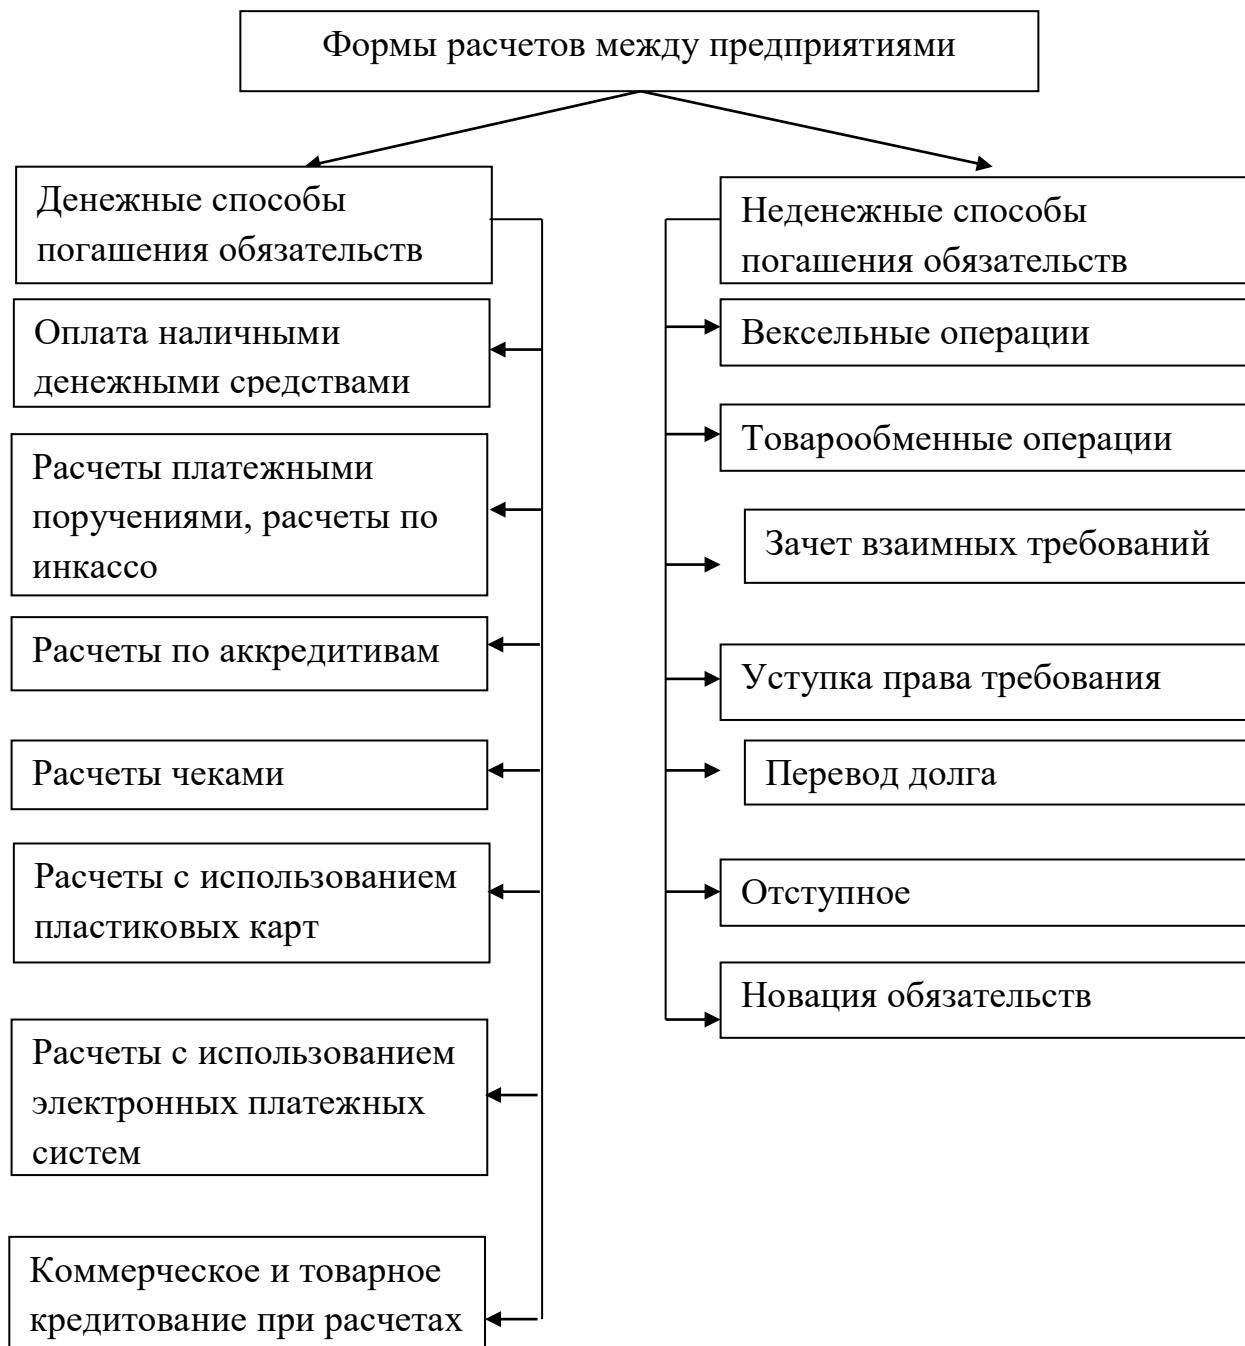 Формы расчетов между предприятиями
Денежные способы
погашения обязательств
Оплата наличными
денежными средствами
Расчеты платежными
поручениями, расчеты по
инкассо
Расчеты по аккредитивам
Расчеты чеками
Расчеты с использованием
пластиковых карт
Расчеты с использованием
электронных платежных
систем
Коммерческое и товарное
кредитование при расчетах
Неденежные способы
погашения обязательств
Вексельные операции
Товарообменные операции
Зачет взаимных требований
Уступка права требования
Перевод долга
Отступное
Новация обязательств